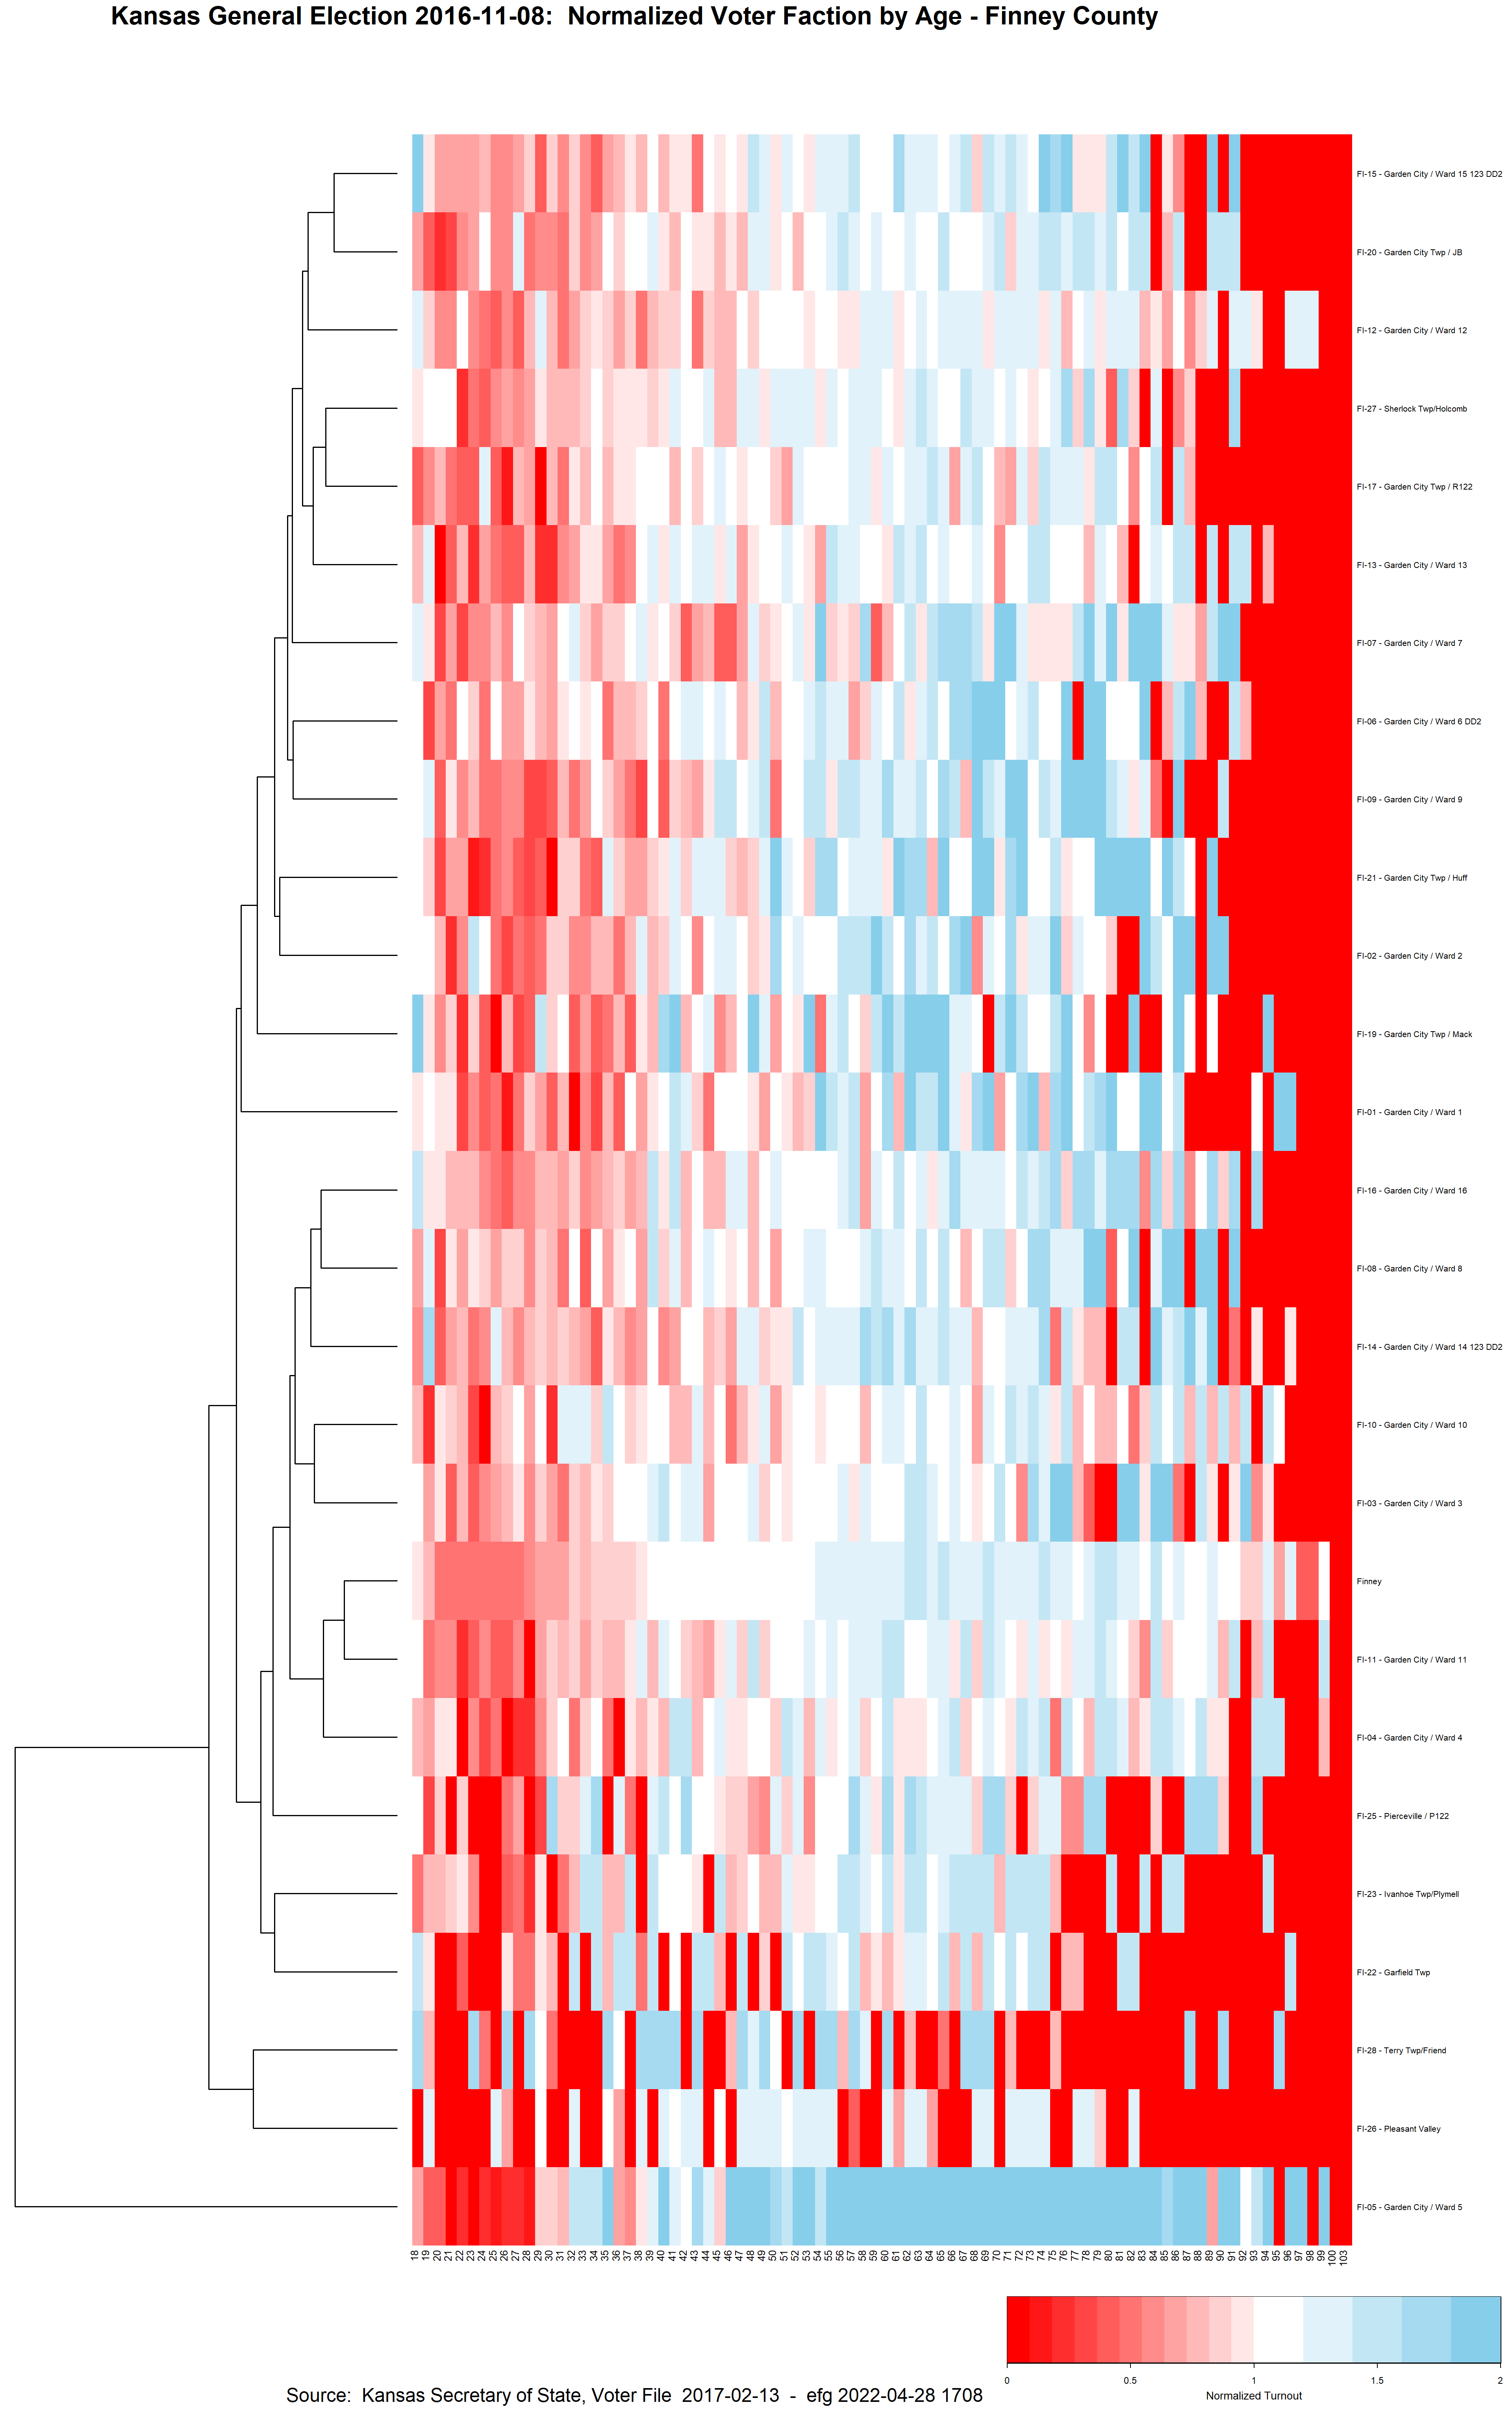 Kansas General Election 2016-11-08:  Normalized Voter Faction by Age - Finney County
FI-15 - Garden City / Ward 15 123 DD2
FI-20 - Garden City Twp / JB
FI-12 - Garden City / Ward 12
FI-27 - Sherlock Twp/Holcomb
FI-17 - Garden City Twp / R122
FI-13 - Garden City / Ward 13
FI-07 - Garden City / Ward 7
FI-06 - Garden City / Ward 6 DD2
FI-09 - Garden City / Ward 9
FI-21 - Garden City Twp / Huff
FI-02 - Garden City / Ward 2
FI-19 - Garden City Twp / Mack
FI-01 - Garden City / Ward 1
FI-16 - Garden City / Ward 16
FI-08 - Garden City / Ward 8
FI-14 - Garden City / Ward 14 123 DD2
FI-10 - Garden City / Ward 10
FI-03 - Garden City / Ward 3
Finney
FI-11 - Garden City / Ward 11
FI-04 - Garden City / Ward 4
FI-25 - Pierceville / P122
FI-23 - Ivanhoe Twp/Plymell
FI-22 - Garfield Twp
FI-28 - Terry Twp/Friend
FI-26 - Pleasant Valley
FI-05 - Garden City / Ward 5
18 19 20 21 22 23 24 25 26 27 28 29 30 31 32 33 34 35 36 37 38 39 40 41 42 43 44 45 46 47 48 49 50 51 52 53 54 55 56 57 58 59 60 61 62 63 64 65 66 67 68 69 70 71 72 73 74 75 76 77 78 79 80 81 82 83 84 85 86 87 88 89 90 91 92 93 94 95 96 97 98 99 100 103
0 0.5 1 1.5 2
Normalized Turnout
Source:  Kansas Secretary of State, Voter File  2017-02-13  -  efg 2022-04-28 1708